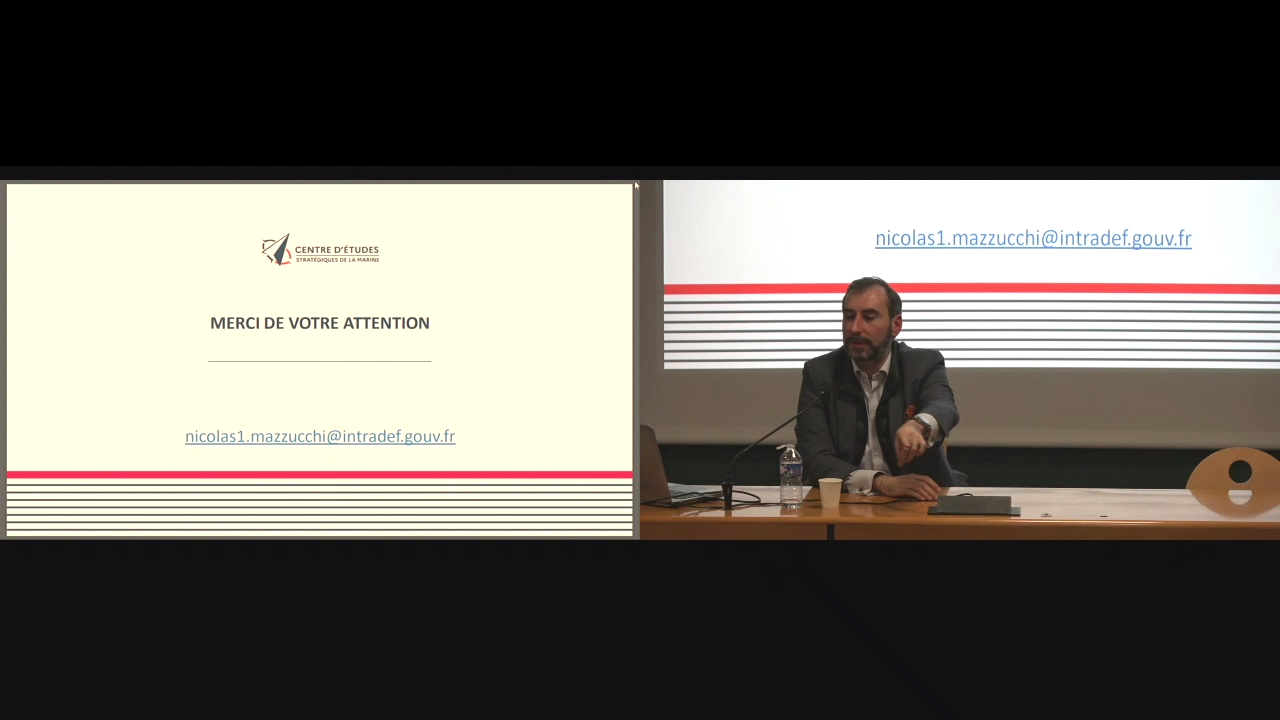 CENTRE D'ÉTUDES
STRATÉGIQUES DE LA MARINE
MERCI DE VOTRE ATTENTION
nicolas1.mazzucchi@intradef.gouv.fr
nicolas1.mazzucchi@intradef.gouv.fr